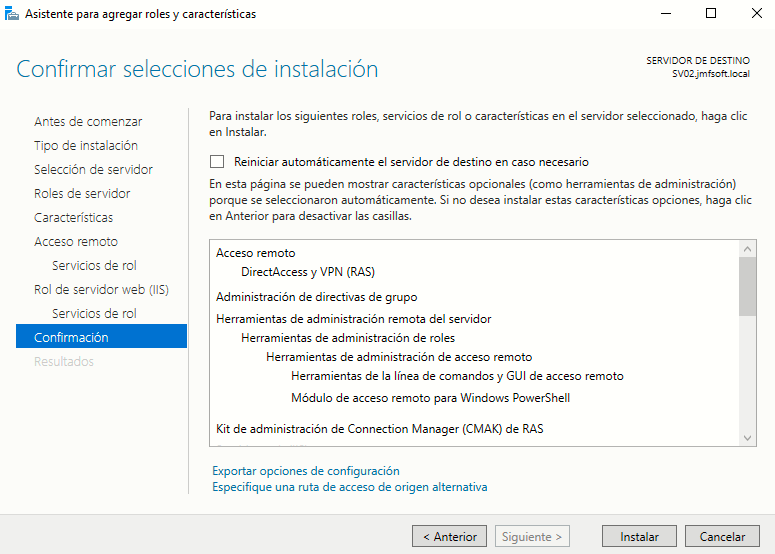 Asistente para agregar roles y características
Confirmar selecciones de instalación
SERVIDOR DE DESTINO
SV02.jmfsoft.local
Antes de comenzar
Tipo de instalación
Selección de servidor
Roles de servidor
Características
Acceso remoto
Servicios de rol
Rol de servidor web (IIS)
Servicios de rol
Confirmación
Resultados
Para instalar los siguientes roles, servicios de rol o características en el servidor seleccionado, haga clic
en Instalar.
Reiniciar automáticamente el servidor de destino en caso necesario
En esta página se pueden mostrar características opcionales (como herramientas de administración)
porque se seleccionaron automáticamente. Si no desea instalar estas características opciones, haga clic
en Anterior para desactivar las casillas.
Acceso remoto
DirectAccess y VPN (RAS)
Administración de directivas de grupo
Herramientas de administración remota del servidor
Herramientas de administración de roles
Herramientas de administración de acceso remoto
Herramientas de la línea de comandos y GUI de acceso remoto
Módulo de acceso remoto para Windows PowerShell
Kit de administración de Connection Manager (CMAK) de RAS
Exportar opciones de configuración
Especifique una ruta de acceso de origen alternativa
< Anterior
Siguiente >
Instalar
Cancelar